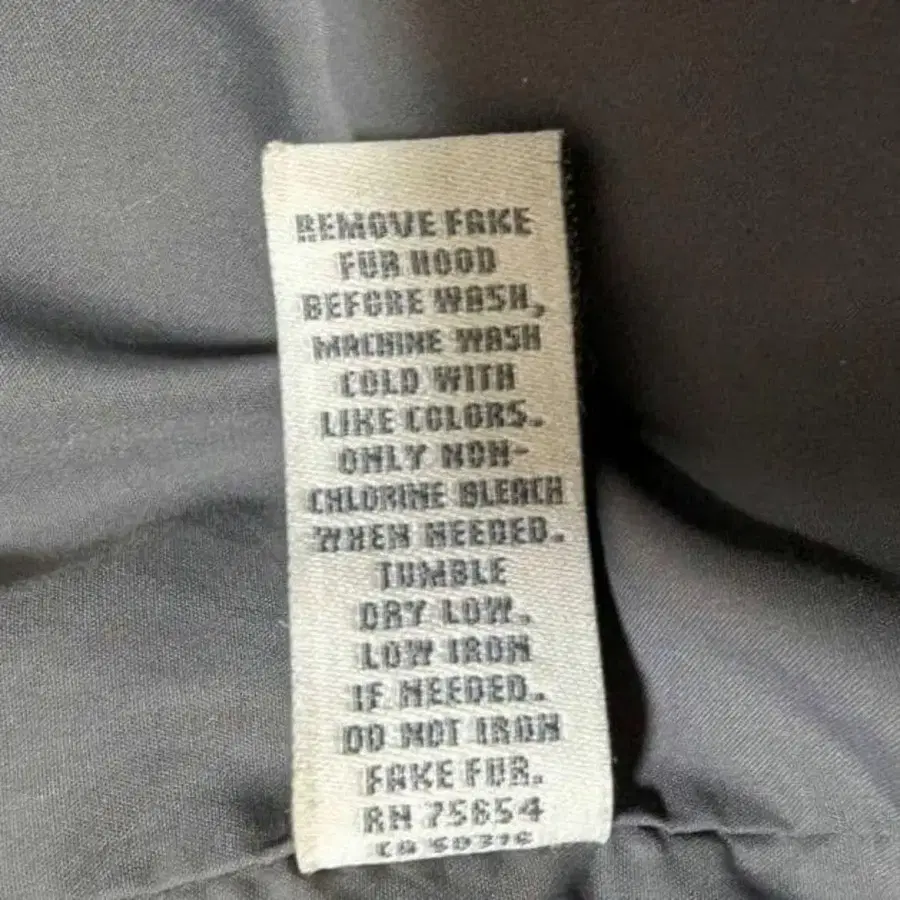 REMOVE FAKE
FUR HOOD
BEFORE WASH,
MACHINE WASH
COLD WITH
LIKE COLORS.
ONLY NON-
CHLORINE BLEACH
WHEN NEEDED.
TUMBLE
DRY LOW.
LOW IRON
IF NEEDED.
DO NOT IRON
FAKE FUR.
RN 75654
CA